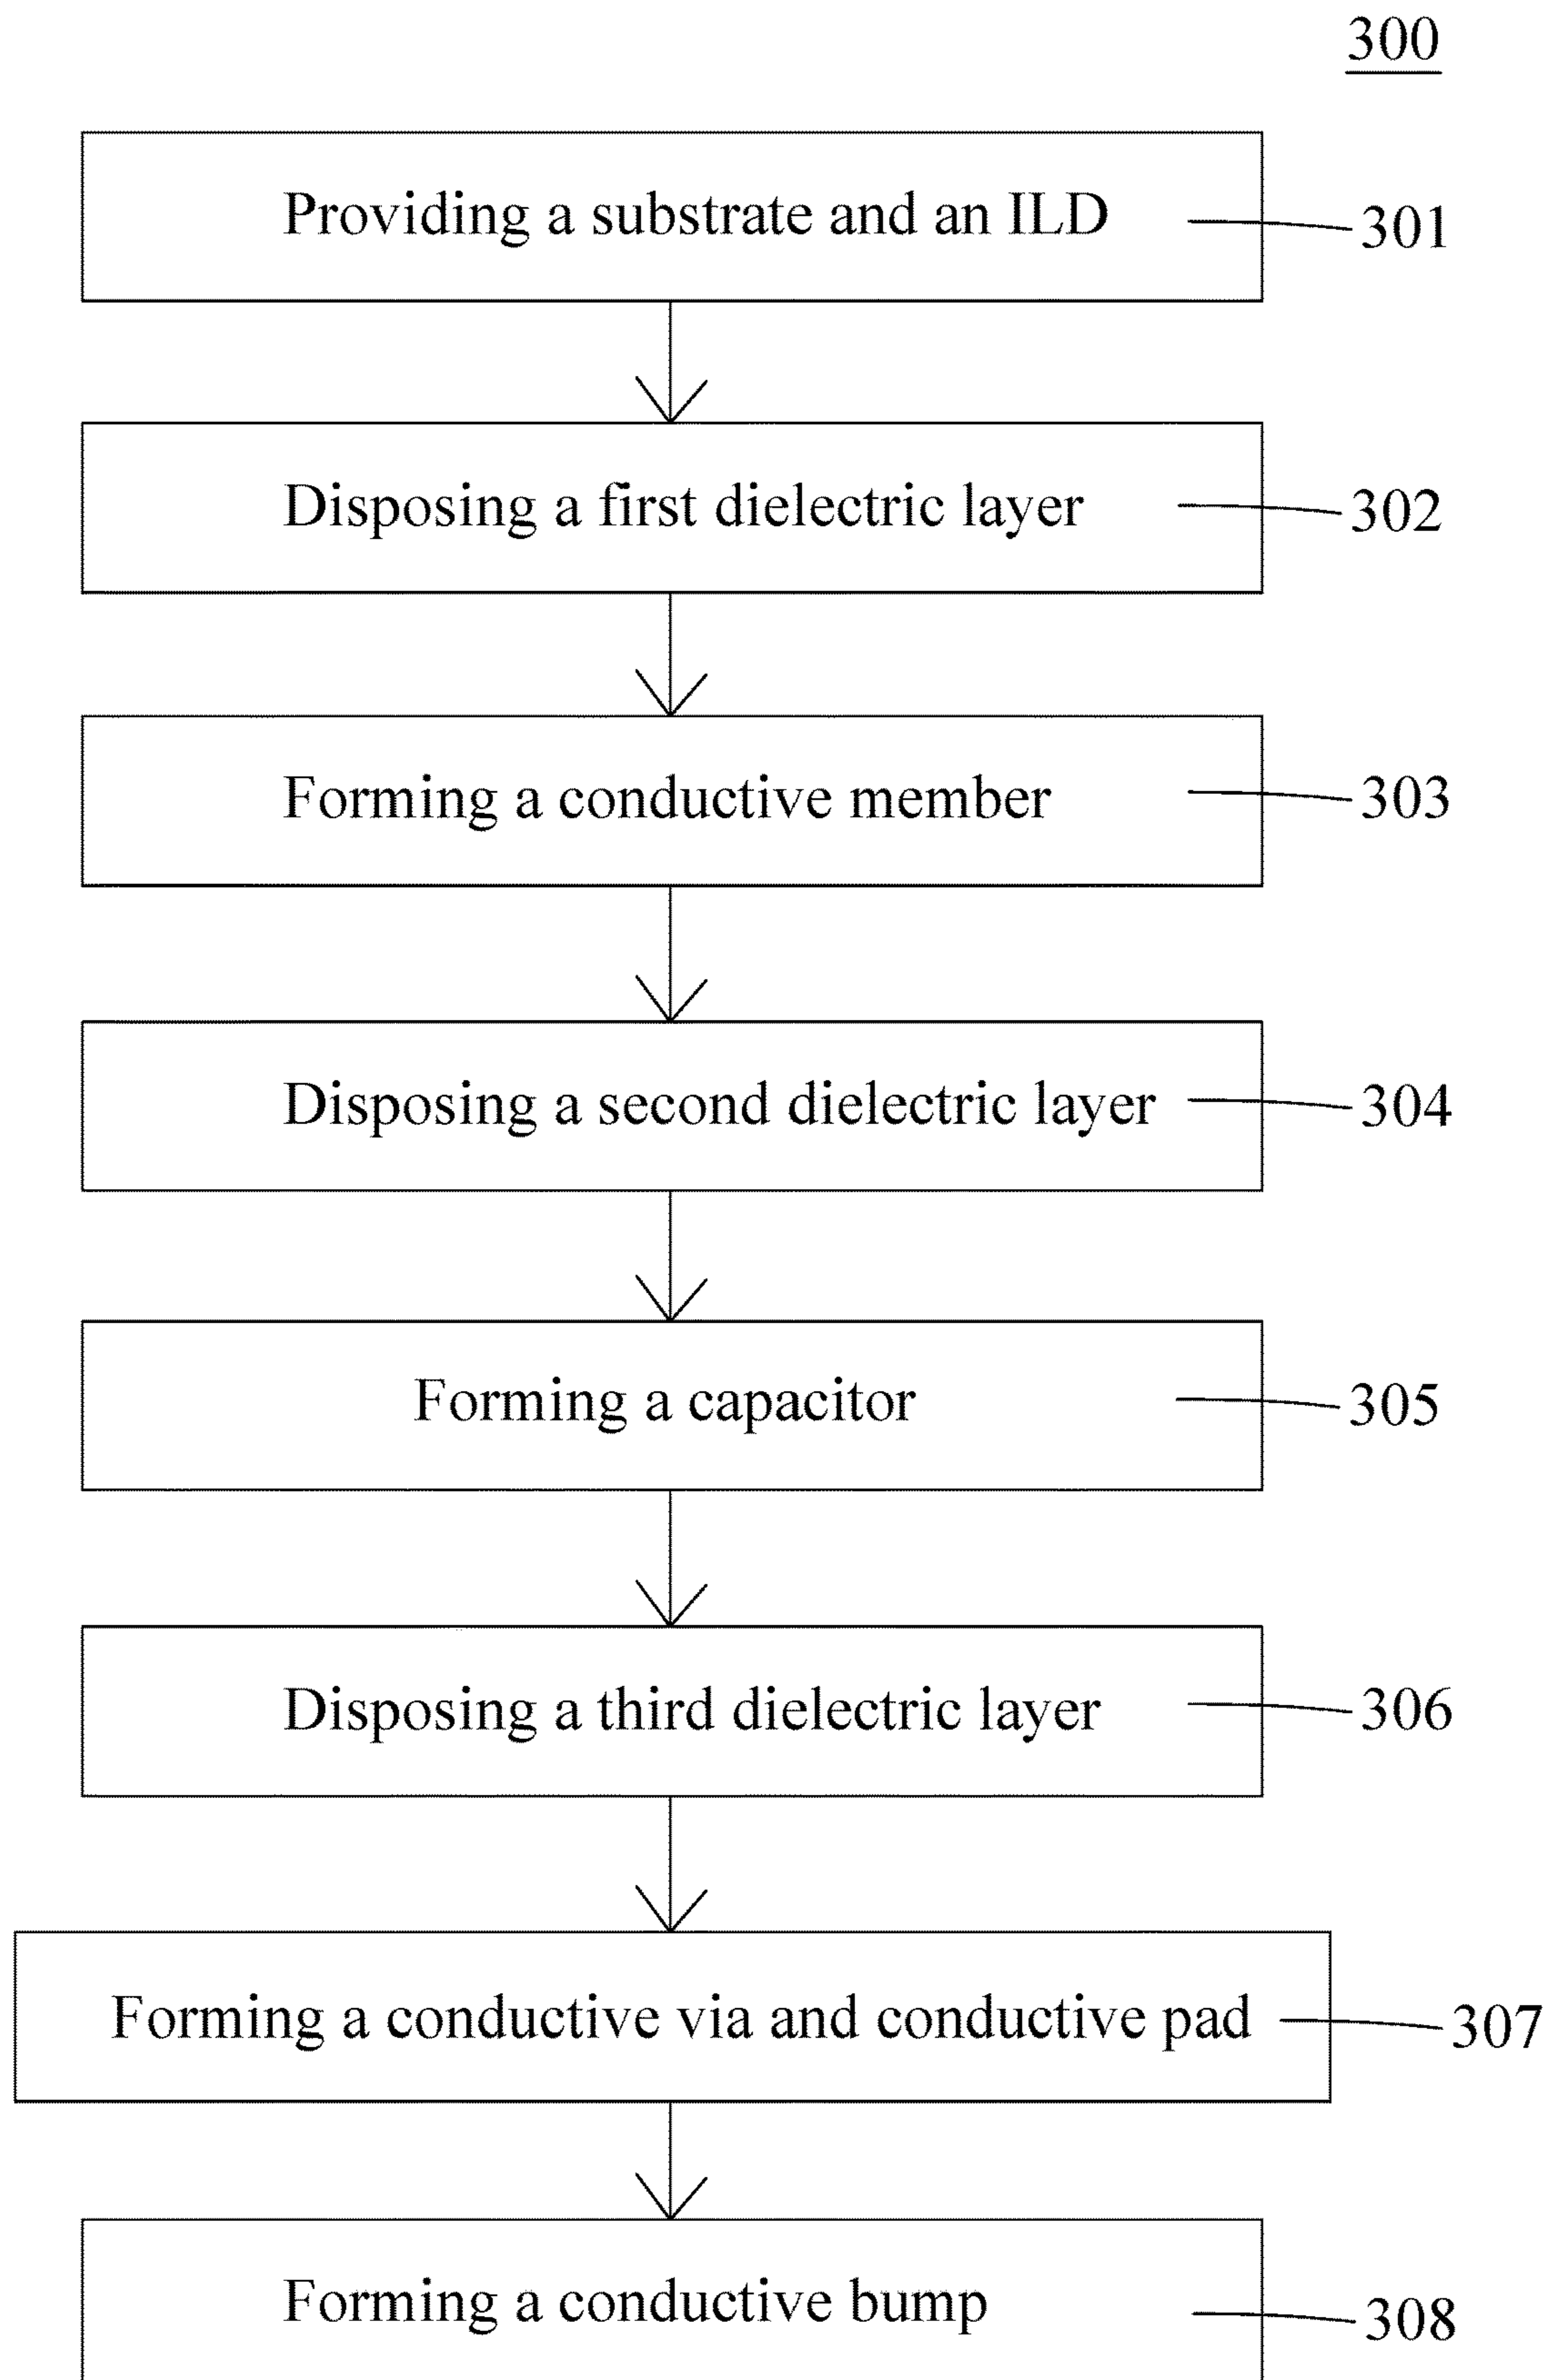 300
Providing a substrate and an ILD 301
Disposing a first dielectric layer 302
Forming a conductive member 303
Disposing a second dielectric layer 304
Forming a capacitor 305
Disposing a third dielectric layer 306
Forming a conductive via and conductive pad 307
Forming a conductive bump 308